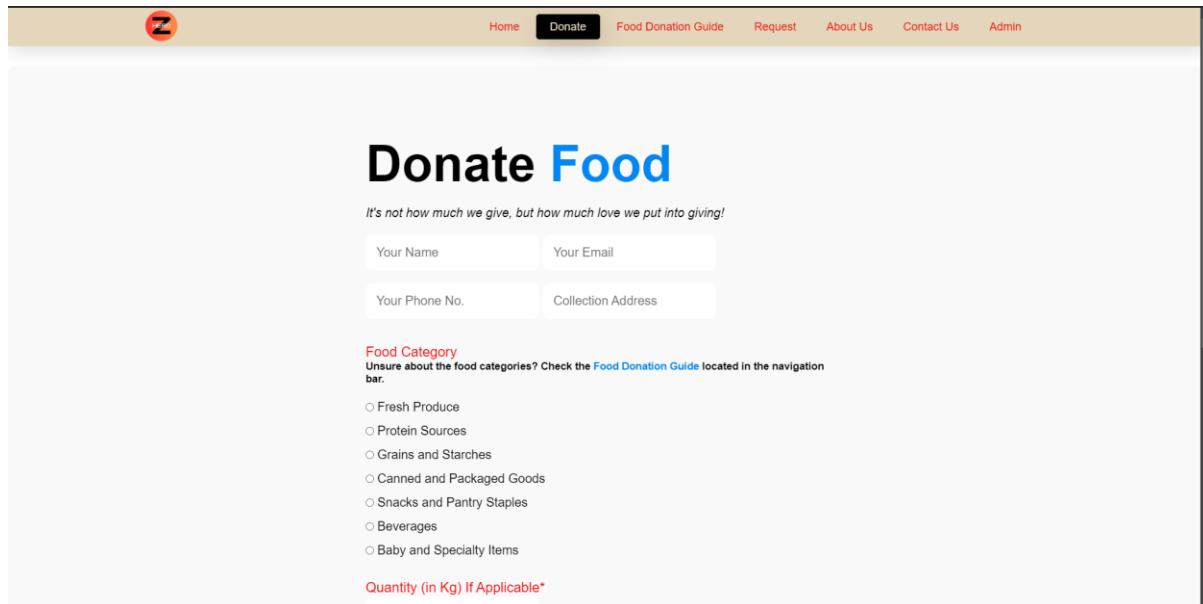 Z
Home Donate Food Donation Guide Request About Us Contact Us Admin
Donate Food
It's not how much we give, but how much love we put into giving!
Your Name Your Email
Your Phone No. Collection Address
Food Category
Unsure about the food categories? Check the Food Donation Guide located in the navigation
bar.
Fresh Produce
Protein Sources
Grains and Starches
Canned and Packaged Goods
Snacks and Pantry Staples
Beverages
Baby and Specialty Items
Quantity (in Kg) If Applicable*